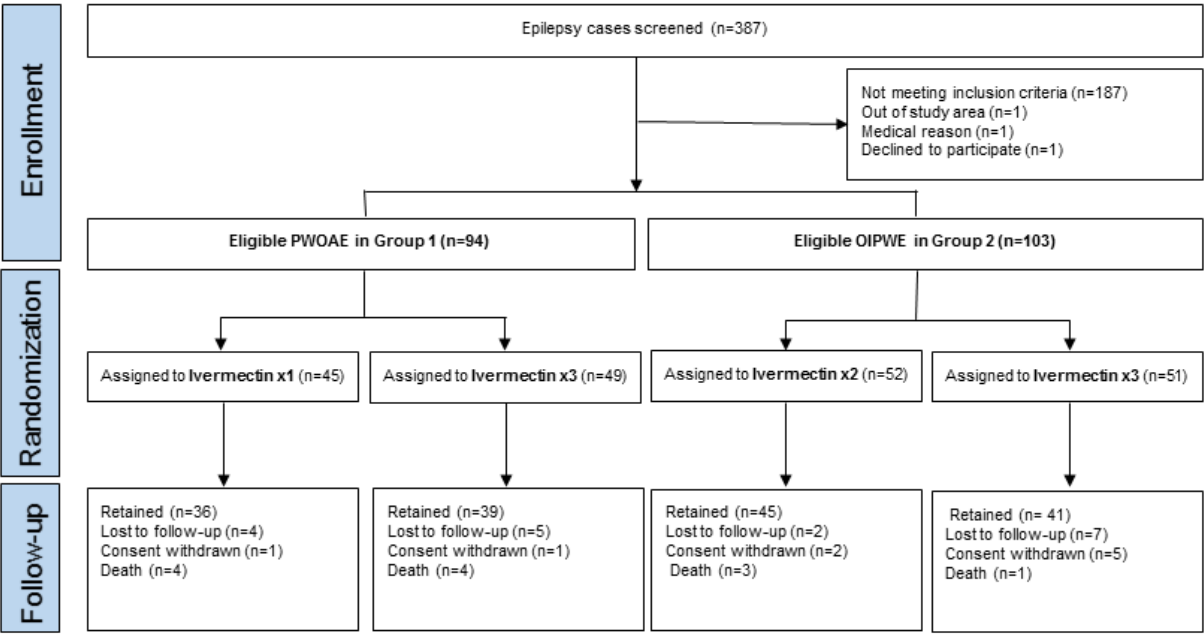 Enrollment
Epilepsy cases screened (n=387)
Not meeting inclusion criteria (n=187)
Out of study area (n=1)
Medical reason (n=1)
Declined to participate (n=1)
Eligible PWOAE in Group 1 (n=94)
Eligible OIPWE in Group 2 (n=103)
Randomization
Assigned to Ivermectin x1 (n=45)
Assigned to Ivermectin x3 (n=49)
Assigned to Ivermectin x2 (n=52)
Assigned to Ivermectin x3 (n=51)
Follow-up
Retained (n=36)
Lost to follow-up (n=4)
Consent withdrawn (n=1)
Death (n=4)
Retained (n=39)
Lost to follow-up (n=5)
Consent withdrawn (n=1)
Death (n=4)
Retained (n=45)
Lost to follow-up (n=2)
Consent withdrawn (n=2)
Death (n=3)
Retained (n= 41)
Lost to follow-up (n=7)
Consent withdrawn (n=5)
Death (n=1)